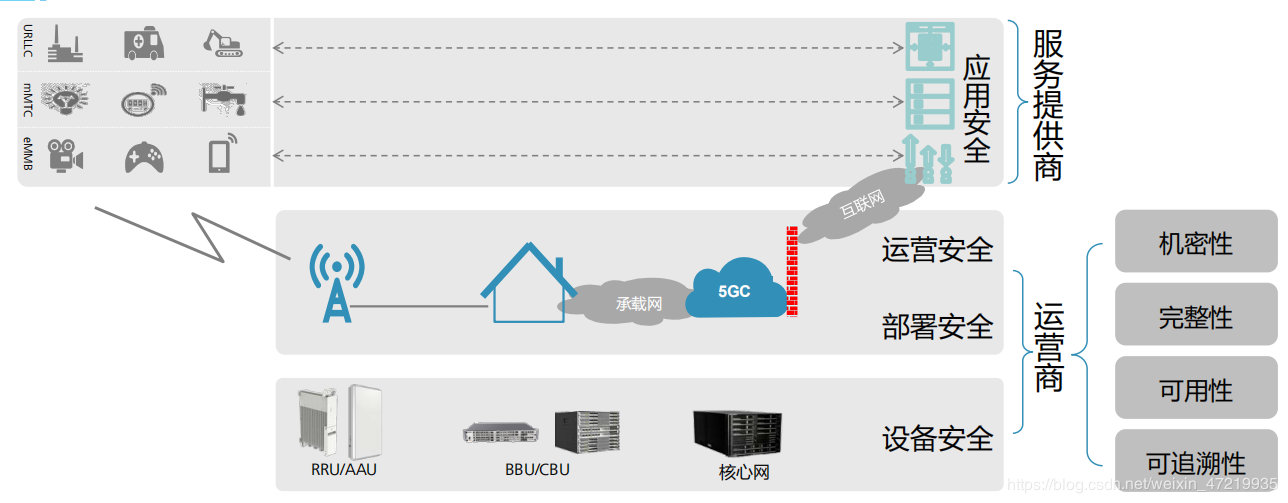 URLLC
mMTC
eMMB
应用安全
服务提供商
互联网
承载网
5GC
运营安全
部署安全
运营商
机密性
完整性
可用性
可追溯性
RRU/AAU
BBU/CBU
核心网
设备安全
https://blog.csdn.net/weixin_47219935